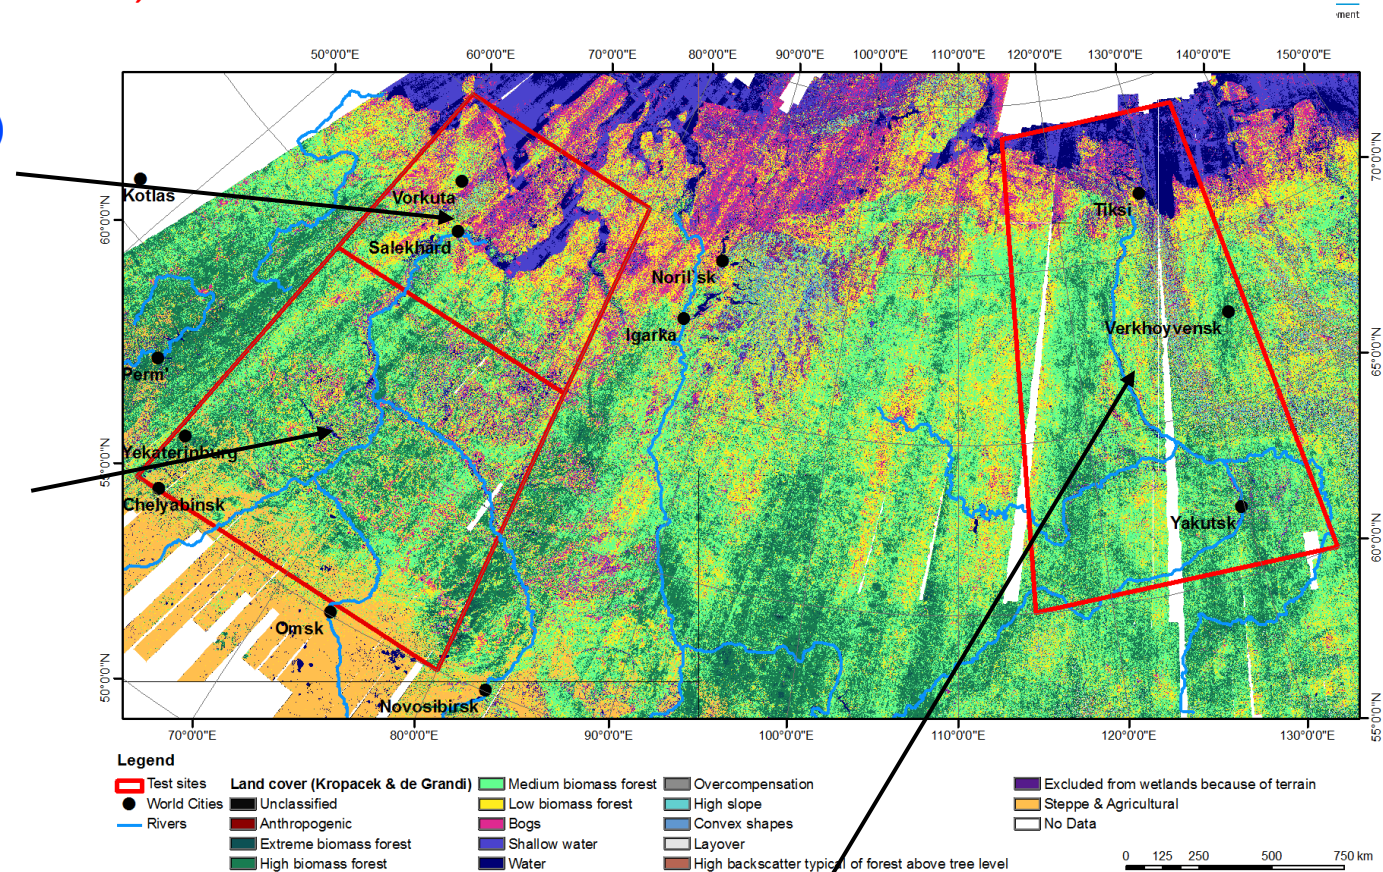 ment
50°0'0"E 60°0'0"E 70°0'0"E 80°0'0"E 90°0'0"E 100°0'0"E 110°0'0"E 120°0'0"E 130°0'0"E 140°0'0"E 150°0'0"E
70°0'0"N
Kotlas
Vorkuta
Tiksi
60°0'0"N
Salekhard
Noril'sk
Igarka
Verkhoyvensk
65°0'0"N
Perm'
Yekaterinburg
55°0'0"N
Chelyabinsk
Yakutsk
60°0'0"N
Omsk
50°0'0"N
Novosibirsk
55°0'0"N
70°0'0"E 80°0'0"E 90°0'0"E 100°0'0"E 110°0'0"E 120°0'0"E 130°0'0"E
Legend
Test sites
World Cities
Rivers
Land cover (Kropacek & de Grandi)
Unclassified
Anthropogenic
Extreme biomass forest
High biomass forest
Medium biomass forest
Low biomass forest
Bogs
Shallow water
Water
Overcompensation
High slope
Convex shapes
Layover
High backscatter typical of forest above tree level
Excluded from wetlands because of terrain
Steppe & Agricultural
No Data
0 125 250 500 750 km